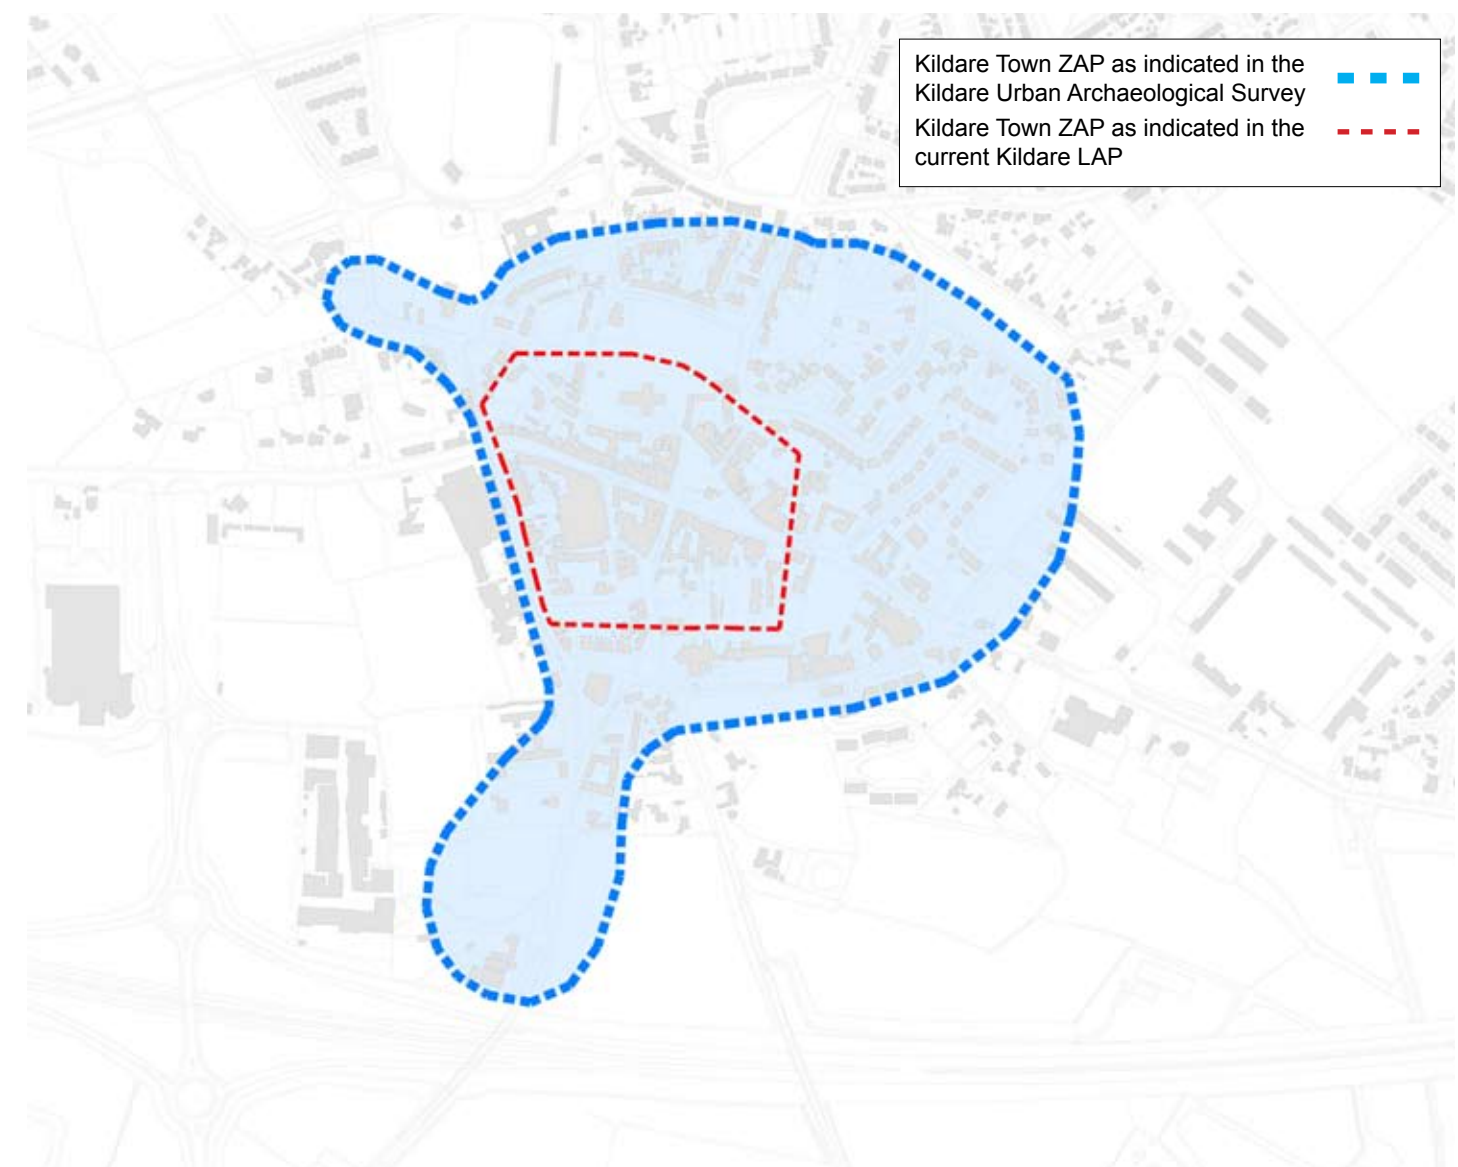 Kildare Town ZAP as indicated in the
Kildare Urban Archaeological Survey
Kildare Town ZAP as indicated in the
current Kildare LAP